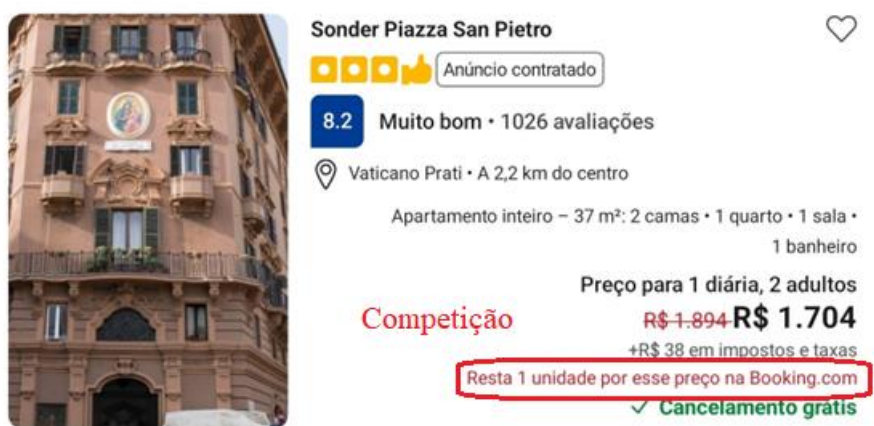 Sonder Piazza San Pietro
Anúncio contratado
8.2 Muito bom • 1026 avaliações
Vaticano Prati • A 2,2 km do centro
Apartamento inteiro – 37 m²: 2 camas • 1 quarto • 1 sala •
1 banheiro
Preço para 1 diária, 2 adultos
Competição R$ 1.894 R$ 1.704
+R$ 38 em impostos e taxas
Resta 1 unidade por esse preço na Booking.com
✓ Cancelamento grátis